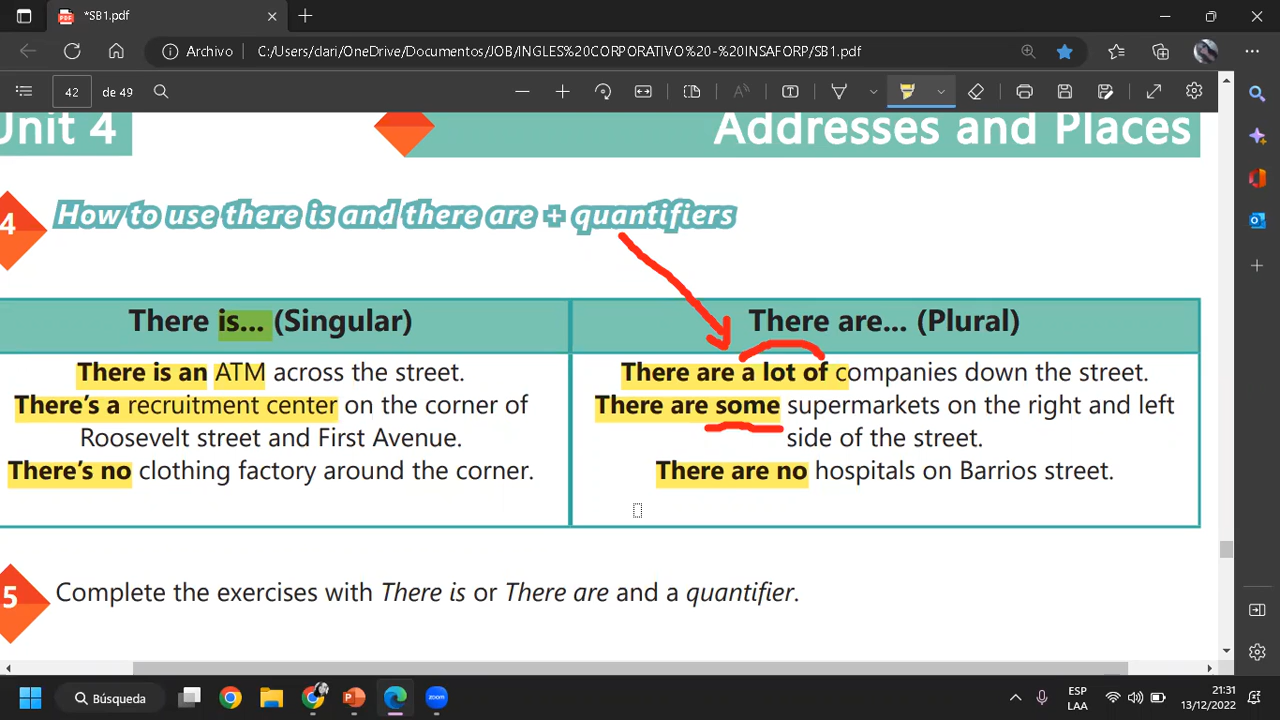 *SB1.pdf
Archivo
C:/Users/clari/OneDrive/Documentos/JOB/INGLES%20CORPORATIVO%20-%20INSAFORP/SB1.pdf
42 de 49
Unit 4
Addresses and Places
4 How to use there is and there are + quantifiers
There is... (Singular)
There is an ATM across the street.
There's a recruitment center on the corner of
Roosevelt street and First Avenue.
There's no clothing factory around the corner.
There are... (Plural)
There are a lot of companies down the street.
There are some supermarkets on the right and left
side of the street.
There are no hospitals on Barrios street.
5 Complete the exercises with There is or There are and a quantifier.
Búsqueda
zoom
ESP
LAA
21:31
13/12/2022